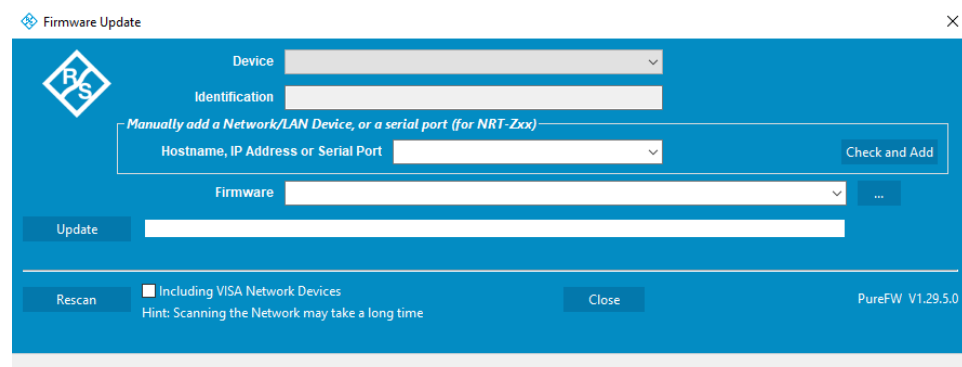 Firmware Update
R S
Device
Identification
Manually add a Network/LAN Device, or a serial port (for NRT-Zxx)
Hostname, IP Address or Serial Port
Check and Add
Firmware
...
Update
Including VISA Network Devices
Rescan
Close
PureFW V1.29.5.0
Hint: Scanning the Network may take a long time